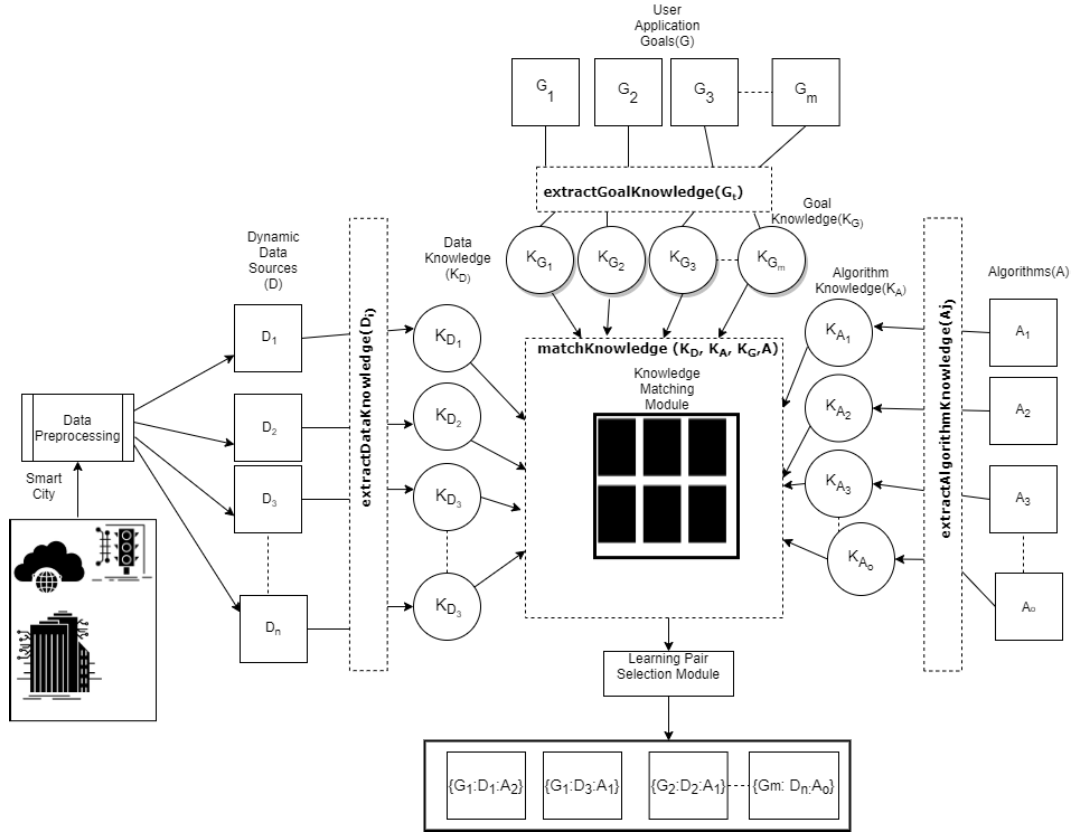 User
Application
Goals(G)
G1
G2
G3
Gm
extractGoalKnowledge(Gt)
Goal
Knowledge(KG)
KG1
KG2
KG3
KGm
Dynamic
Data
Sources
(D)
Data
Knowledge
(KD)
Algorithm
Knowledge(KA)
Algorithms(A)
D1
D2
D3
Dn
extractDataKnowledge(Di)
KD1
KD2
KD3
KD3
matchKnowledge (KD, KA, KG,A)
Knowledge
Matching
Module
KA1
KA2
KA3
KAo
extractAlgorithmKnowledge(Aj)
A1
A2
A3
Ao
Data
Preprocessing
Smart
City
Learning Pair
Selection Module
{G1:D1:A2}
{G1:D3:A1}
{G2:D2:A1}
{Gm: Dn:Ao}